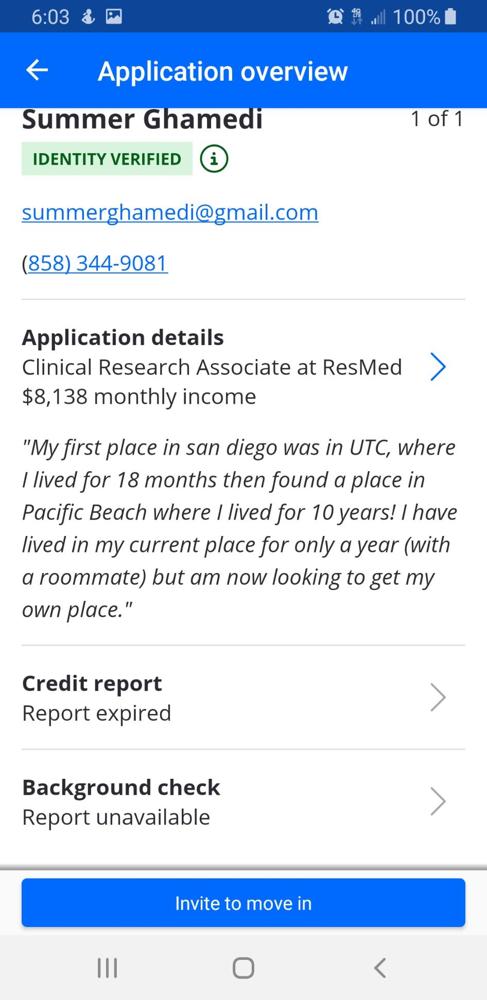 6:03 100%
Application overview
Summer Ghamedi 1 of 1
IDENTITY VERIFIED
summerghamedi@gmail.com
(858) 344-9081
Application details
Clinical Research Associate at ResMed
$8,138 monthly income
"My first place in san diego was in UTC, where
I lived for 18 months then found a place in
Pacific Beach where I lived for 10 years! I have
lived in my current place for only a year (with
a roommate) but am now looking to get my
own place."
Credit report
Report expired
Background check
Report unavailable
Invite to move in